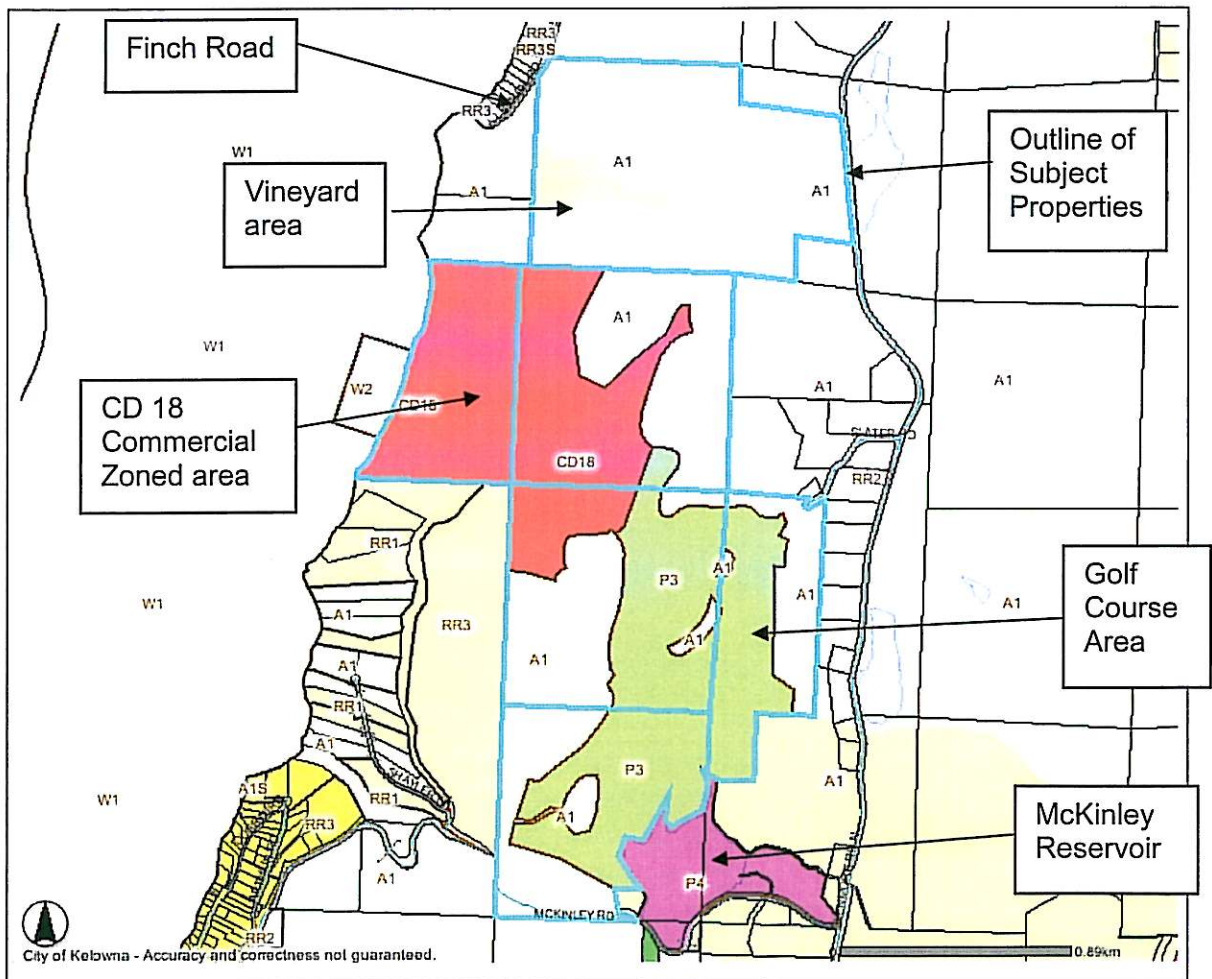 Finch Road
RR3
RR3S
RR3
W1
A1
A1
A1
Vineyard
area
Outline of
Subject
Properties
W1
A1
W2
CD18
CD 18
Commercial
Zoned area
CD18
A1
A1
SLATER RD
RR2
RR1
P3
A1
A1
A1
W1
A1
RR3
A1
A1
Golf
Course
Area
A1
RR1
A1
P3
A1
SHAYLER
RR1
W1
A1S
RR3
A1
A1
P4
McKinley
Reservoir
MCKINLEY RD
RR2
City of Kelowna - Accuracy and correctness not guaranteed.
0.89km